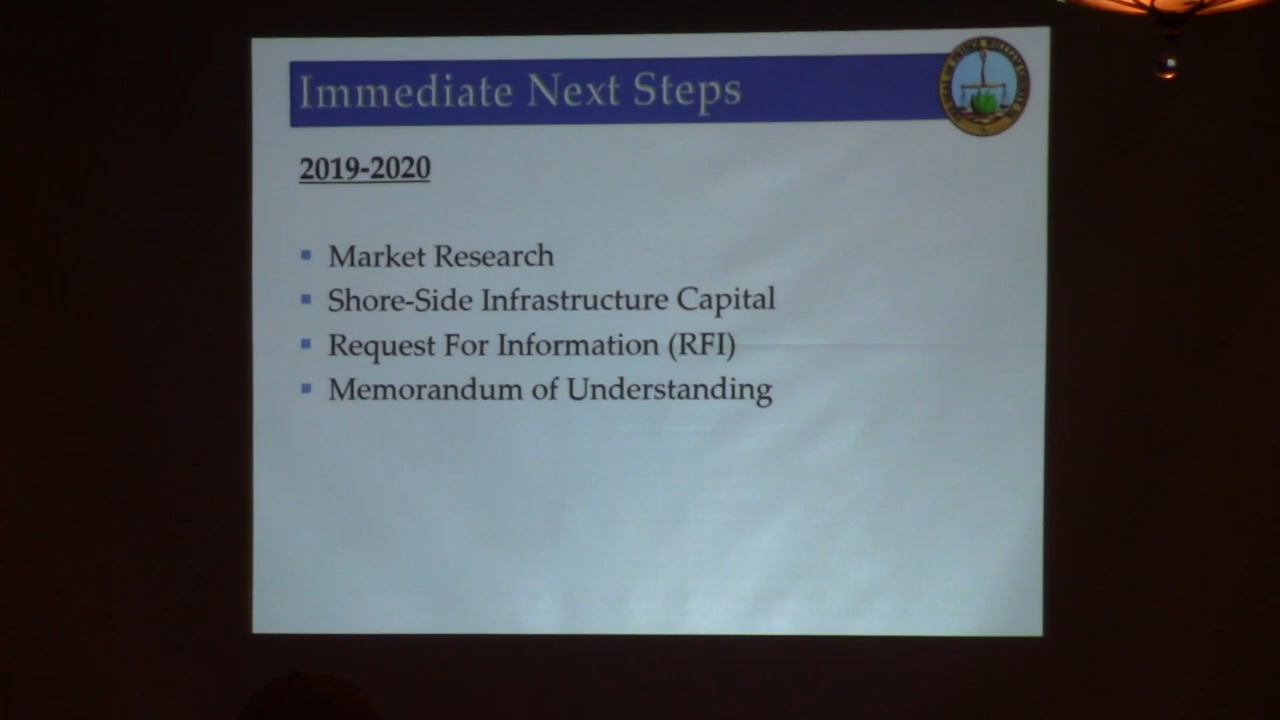 Immediate Next Steps
2019-2020
Market Research
Shore-Side Infrastructure Capital
Request For Information (RFI)
Memorandum of Understanding